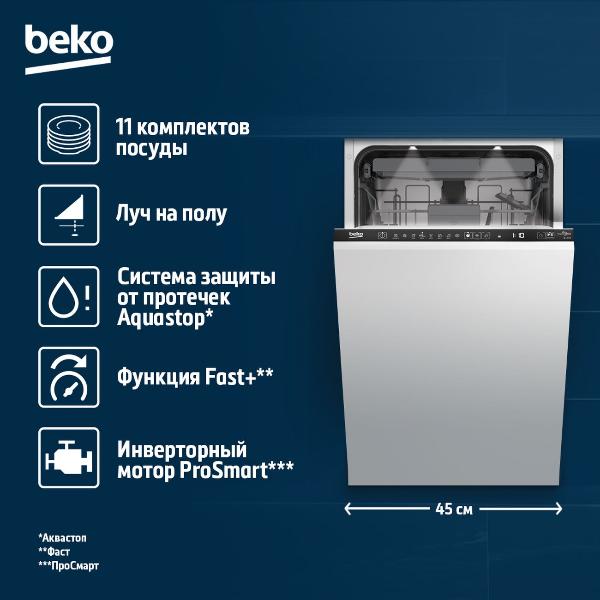 beko
11 комплектов
посуды
Луч на полу
Система защиты
от протечек
Aquastop*
Функция Fast+**
Инверторный
мотор ProSmart***
beko
45 см
*Аквастоп
**Фаст
***ПроСмарт